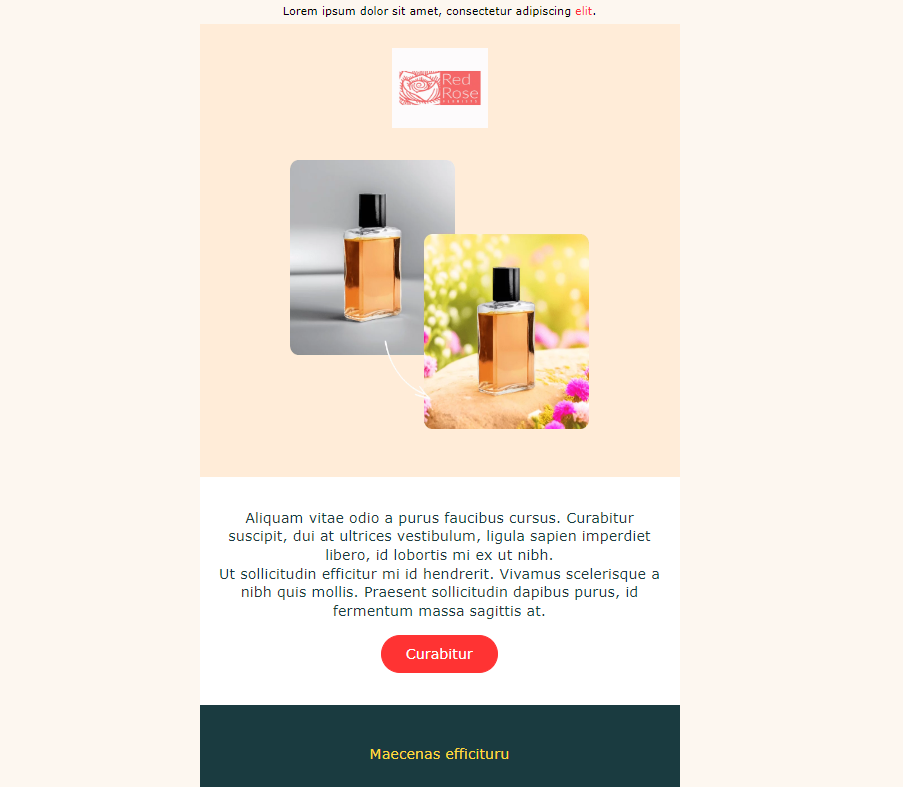 Lorem ipsum dolor sit amet, consectetur adipiscing elit.
Red
Rose
Aliquam vitae odio a purus faucibus cursus. Curabitur
suscipit, dui at ultrices vestibulum, ligula sapien imperdiet
libero, id lobortis mi ex ut nibh.
Ut sollicitudin efficitur mi id hendrerit. Vivamus scelerisque a
nibh quis mollis. Praesent sollicitudin dapibus purus, id
fermentum massa sagittis at.
Curabitur
Maecenas efficituru